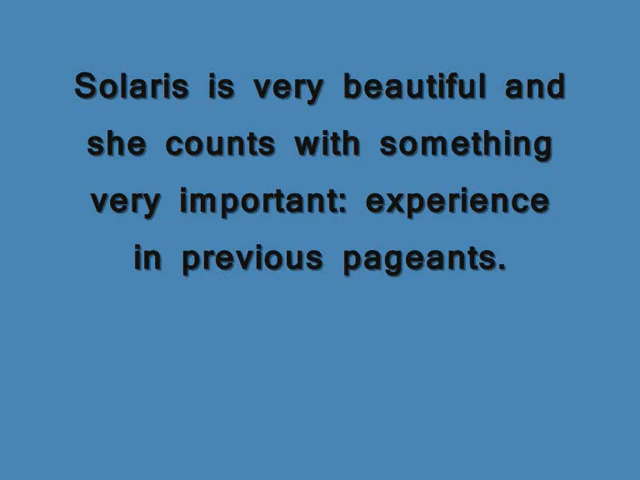 Solaris is very beautiful and
she counts with something
very important: experience
in previous pageants.